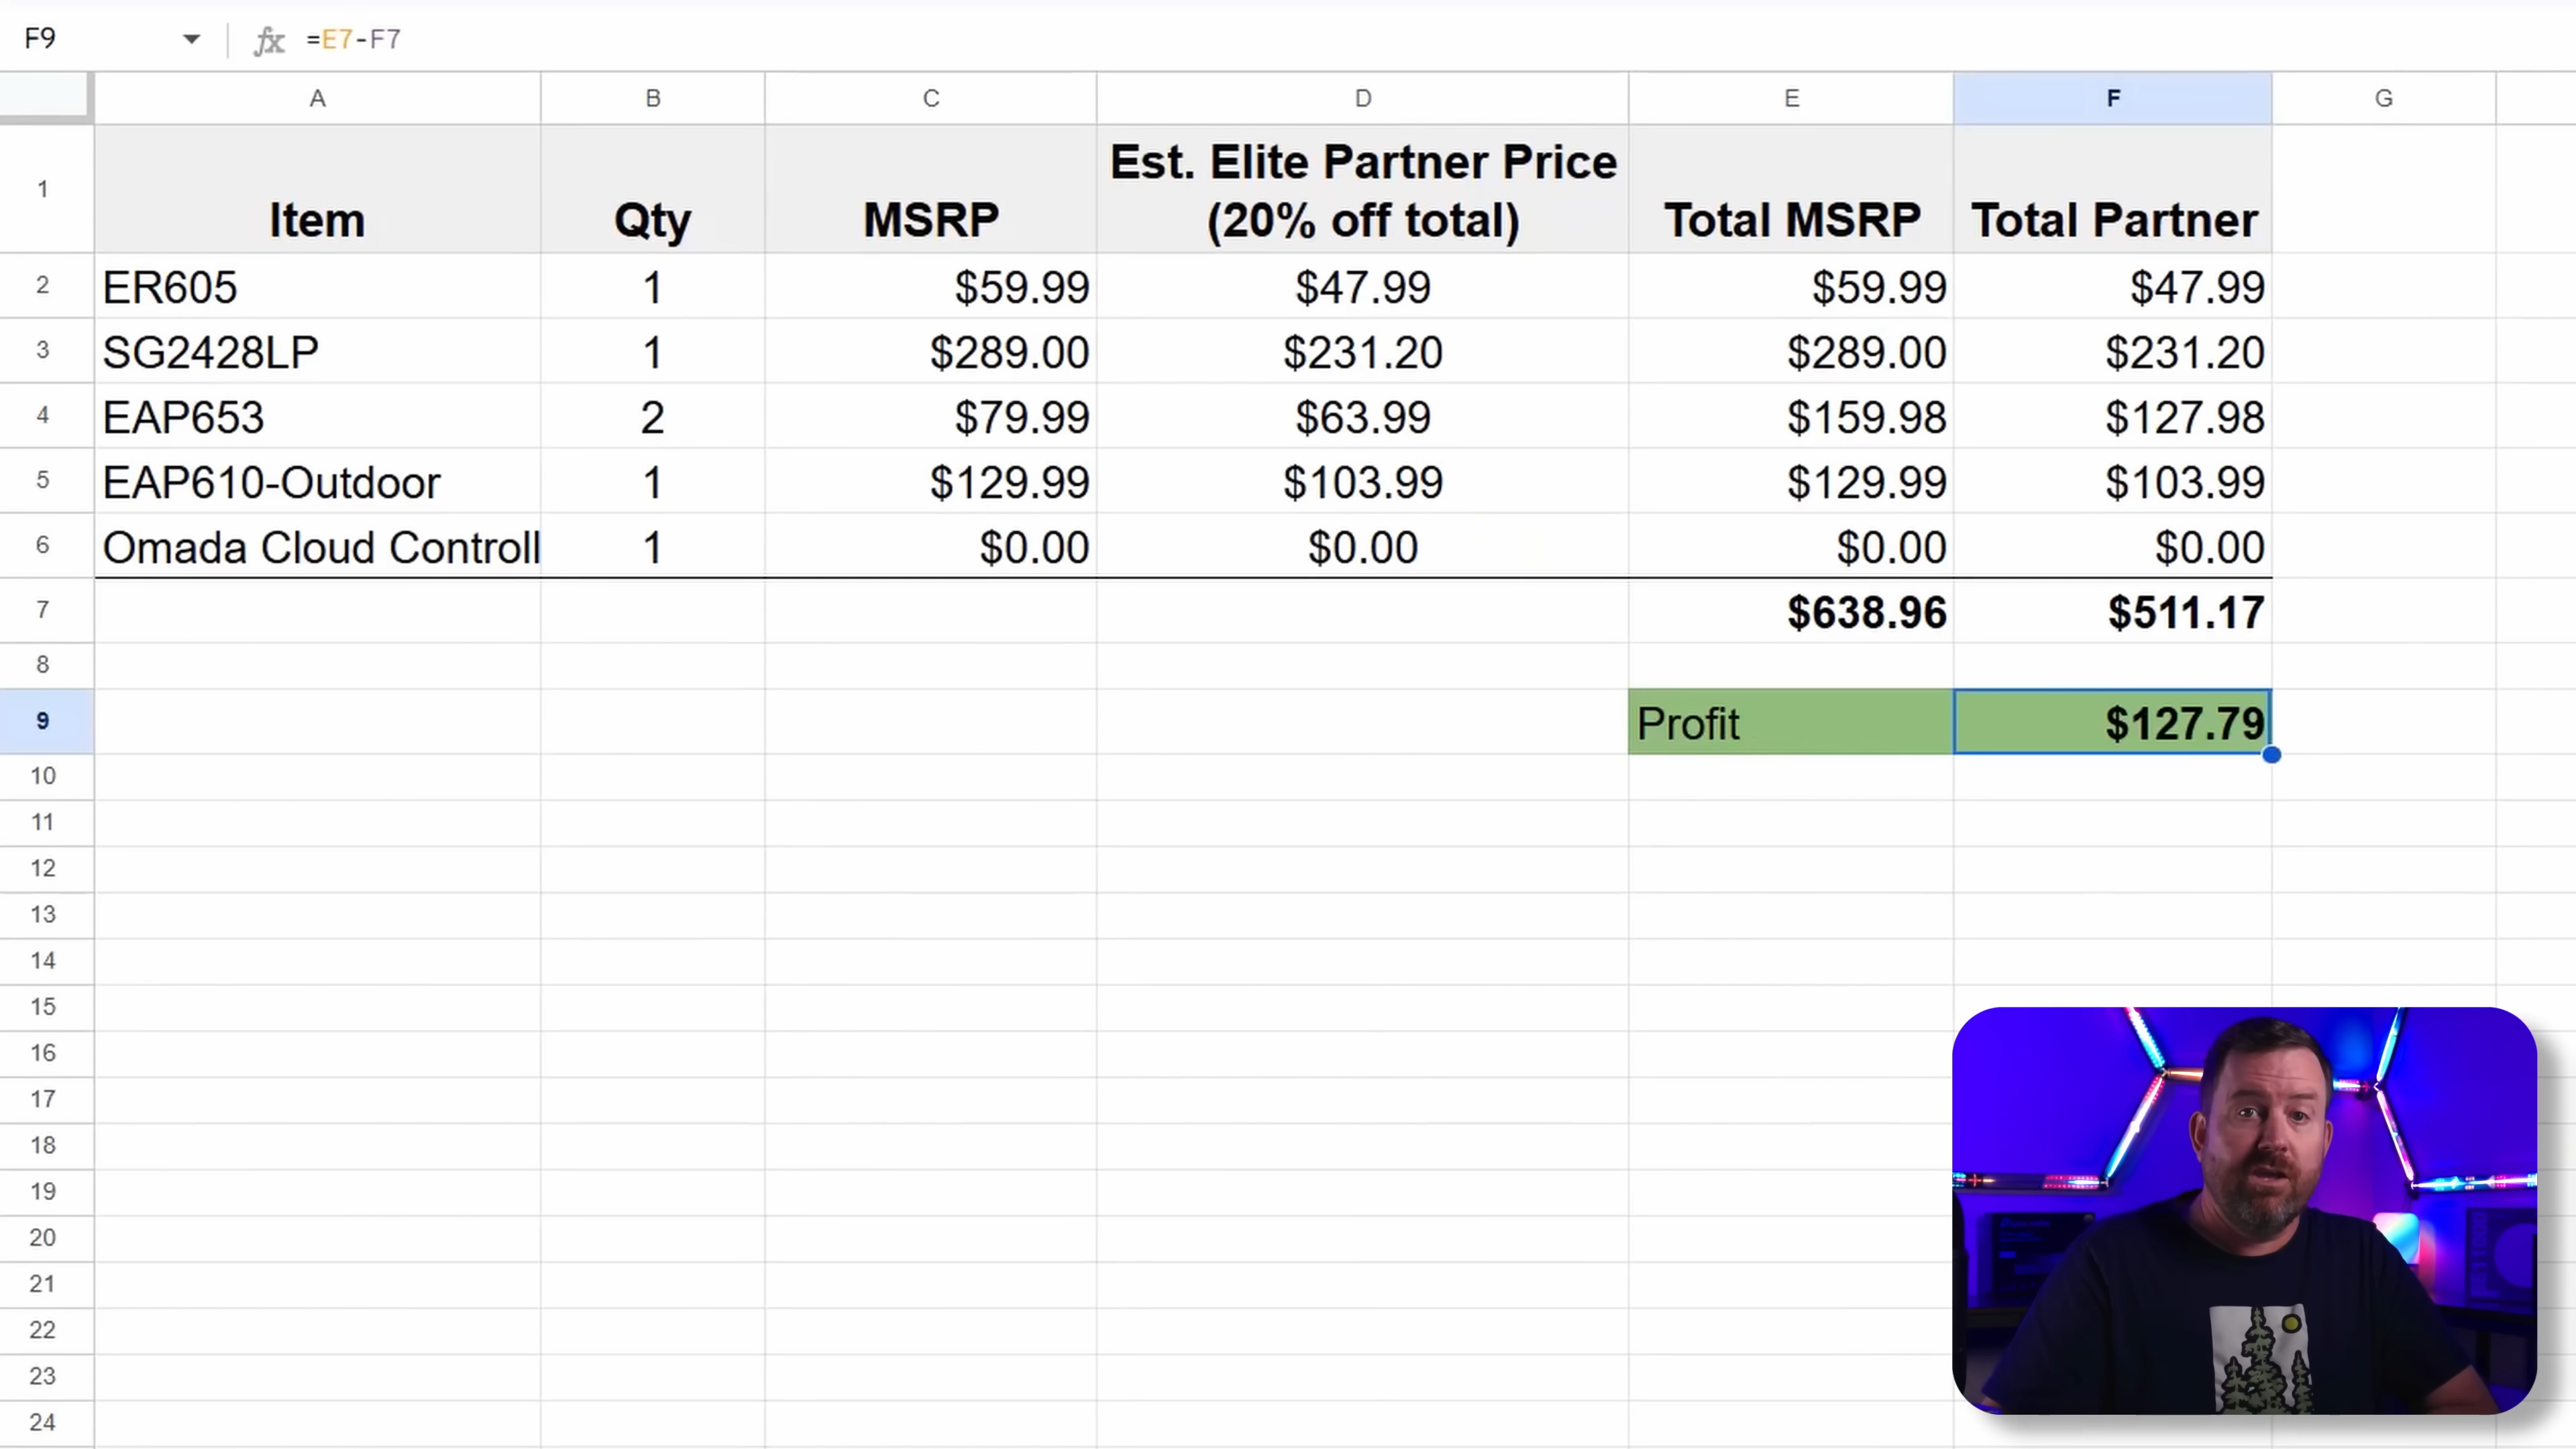 F9 fx =E7-F7
A B C D E F G
1 Item Qty MSRP Est. Elite Partner Price (20% off total) Total MSRP Total Partner
2 ER605 1 $59.99 $47.99 $59.99 $47.99
3 SG2428LP 1 $289.00 $231.20 $289.00 $231.20
4 EAP653 2 $79.99 $63.99 $159.98 $127.98
5 EAP610-Outdoor 1 $129.99 $103.99 $129.99 $103.99
6 Omada Cloud Controll 1 $0.00 $0.00 $0.00 $0.00
7 $638.96 $511.17
8
9 Profit $127.79
10
11
12
13
14
15
16
17
18
19
20
21
22
23
24